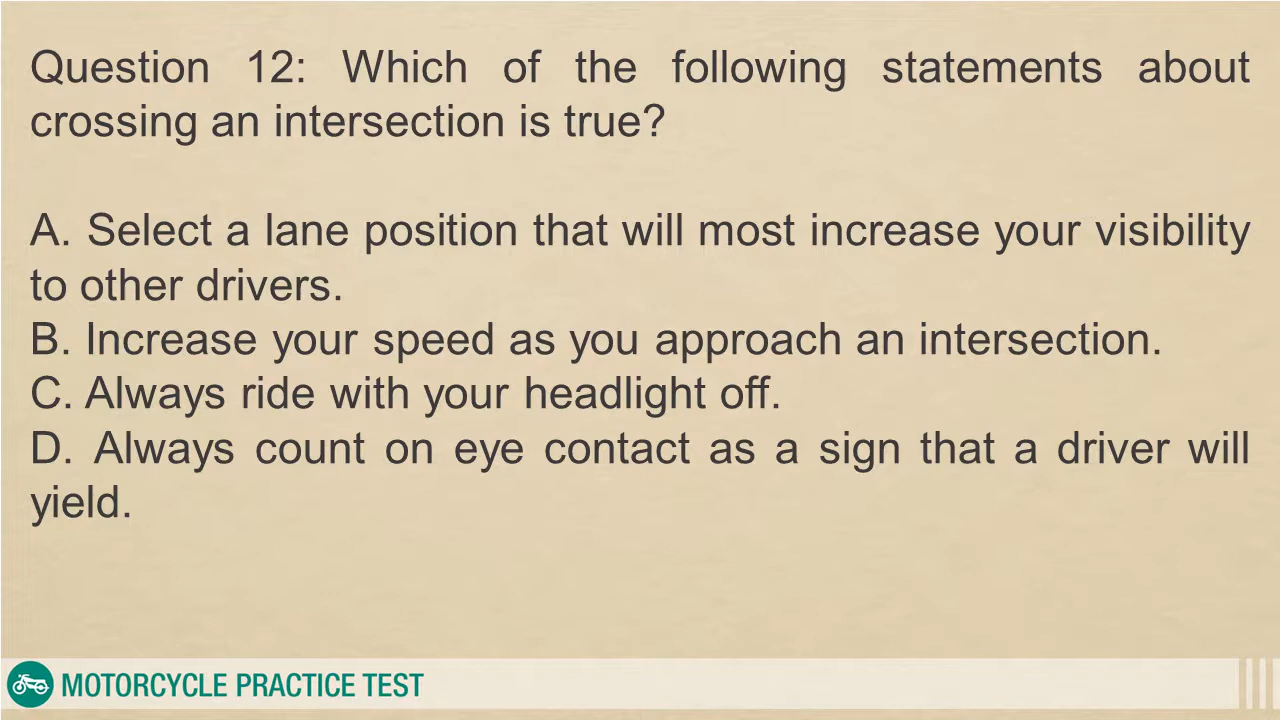 Question 12: Which of the following statements about
crossing an intersection is true?
A. Select a lane position that will most increase your visibility
to other drivers.
B. Increase your speed as you approach an intersection.
C. Always ride with your headlight off.
D. Always count on eye contact as a sign that a driver will
yield.
MOTORCYCLE PRACTICE TEST